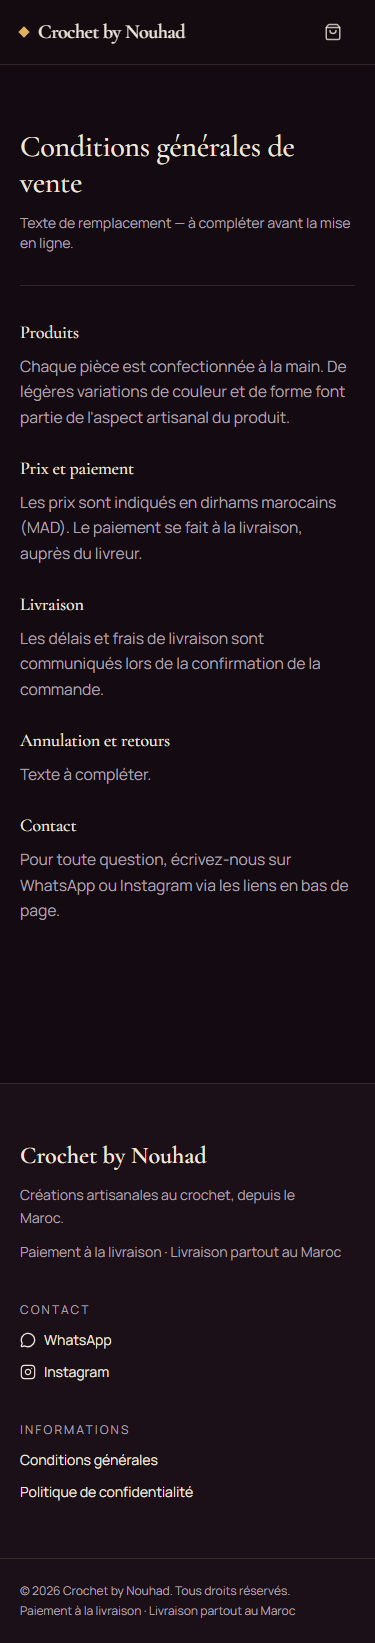 Crochet by Nouhad
Conditions générales de
vente
Texte de remplacement — à compléter avant la mise
en ligne.
Produits
Chaque pièce est confectionnée à la main. De
légères variations de couleur et de forme font
partie de l'aspect artisanal du produit.
Prix et paiement
Les prix sont indiqués en dirhams marocains
(MAD). Le paiement se fait à la livraison,
auprès du livreur.
Livraison
Les délais et frais de livraison sont
communiqués lors de la confirmation de la
commande.
Annulation et retours
Texte à compléter.
Contact
Pour toute question, écrivez-nous sur
WhatsApp ou Instagram via les liens en bas de
page.
Crochet by Nouhad
Créations artisanales au crochet, depuis le
Maroc.
Paiement à la livraison · Livraison partout au Maroc
CONTACT
WhatsApp
Instagram
INFORMATIONS
Conditions générales
Politique de confidentialité
© 2026 Crochet by Nouhad. Tous droits réservés.
Paiement à la livraison · Livraison partout au Maroc